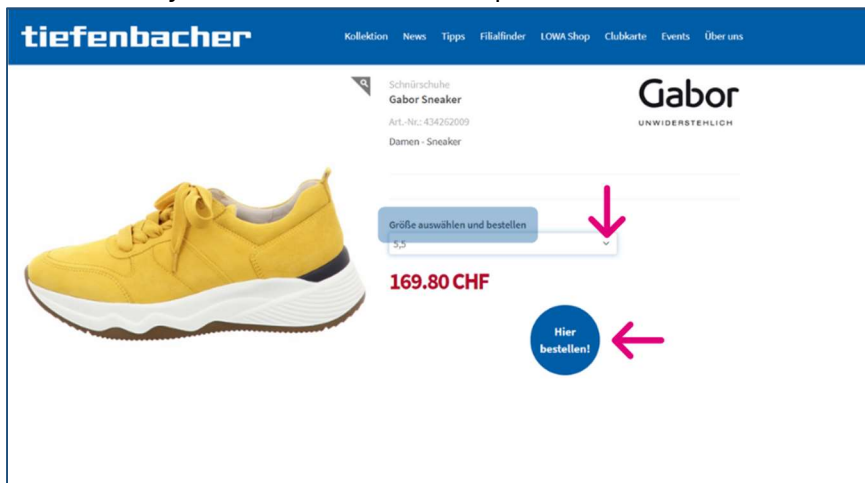 tiefenbacher
Kollektion News Tipps Filialfinder LOWA Shop Clubkarte Events Über uns
Schnürschuhe
Gabor Sneaker
Art.-Nr.: 434262009
Damen - Sneaker
Gabor
UNWIDERSTEHLICH
Größe auswählen und bestellen
5,5
169.80 CHF
Hier
bestellen!